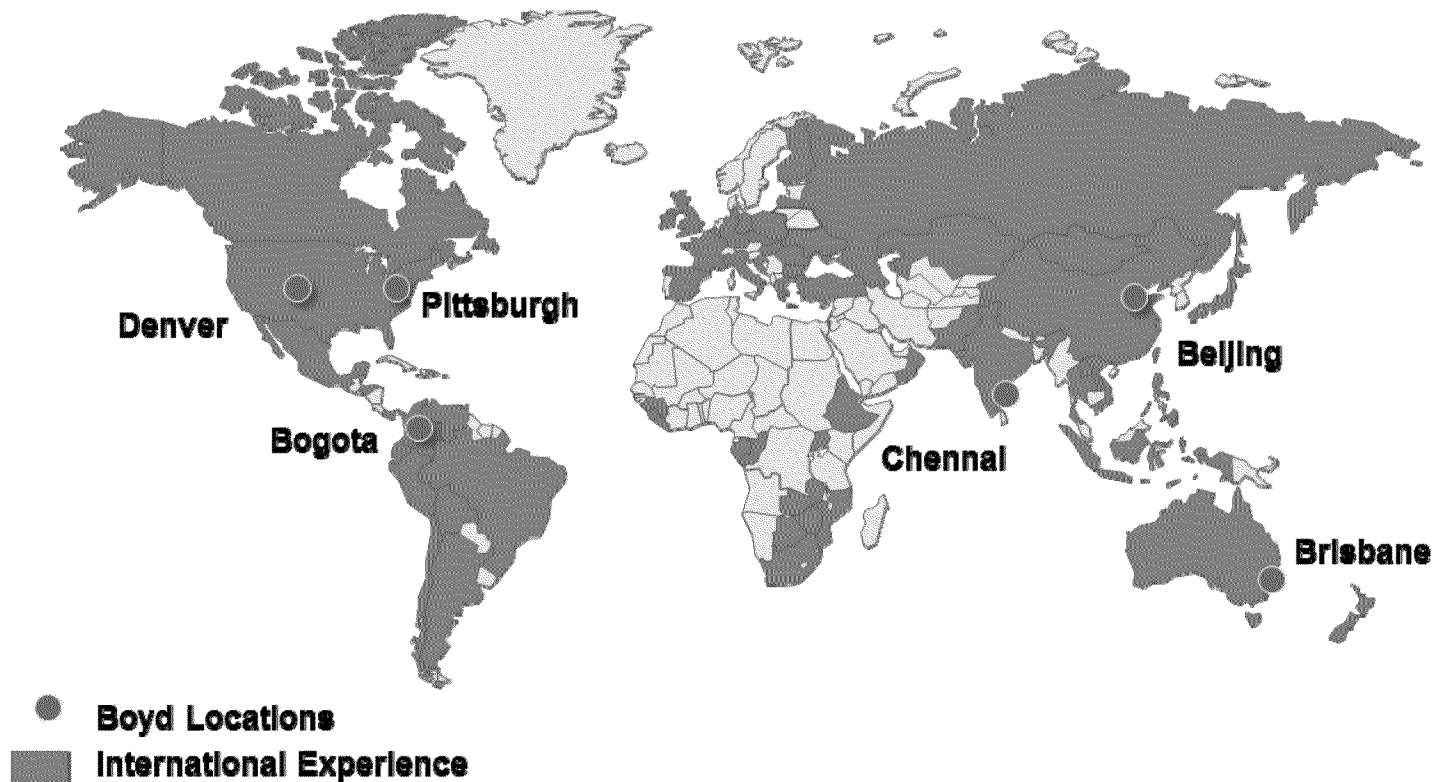 Denver
Pittsburgh
Beijing
Bogota
Chennai
Brisbane
Boyd Locations
International Experience